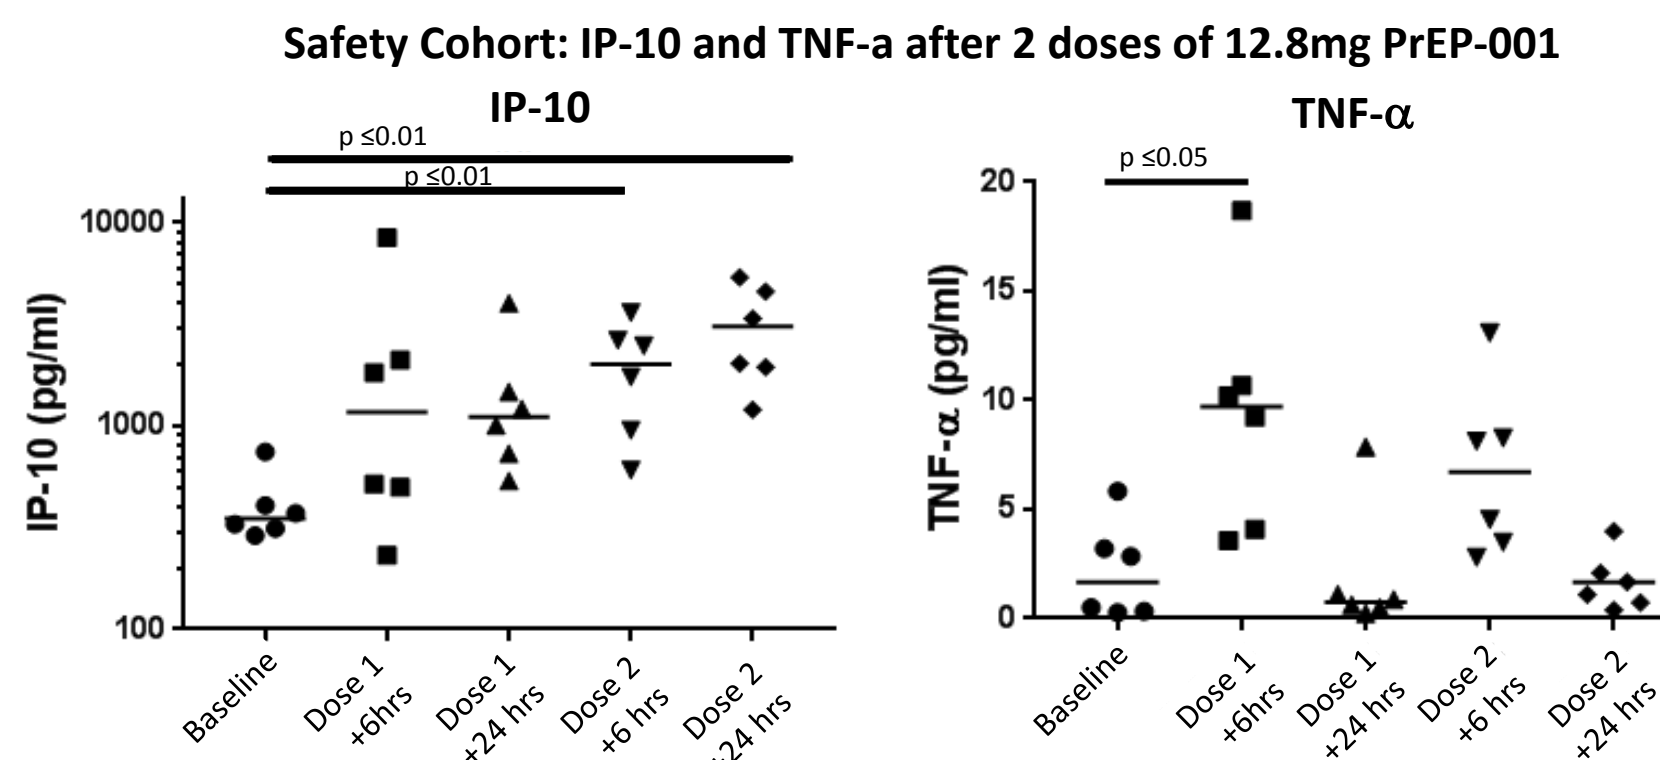 Safety Cohort: IP-10 and TNF-a after 2 doses of 12.8mg PrEP-001
IP-10
p ≤0.01
p ≤0.01
IP-10 (pg/ml)
10000
1000
100
Baseline
Dose 1
+6hrs
Dose 1
+24 hrs
Dose 2
+6 hrs
Dose 2
+24 hrs
TNF-α
p ≤0.05
TNF-α (pg/ml)
20
15
10
5
0
Baseline
Dose 1
+6hrs
Dose 1
+24 hrs
Dose 2
+6 hrs
Dose 2
+24 hrs